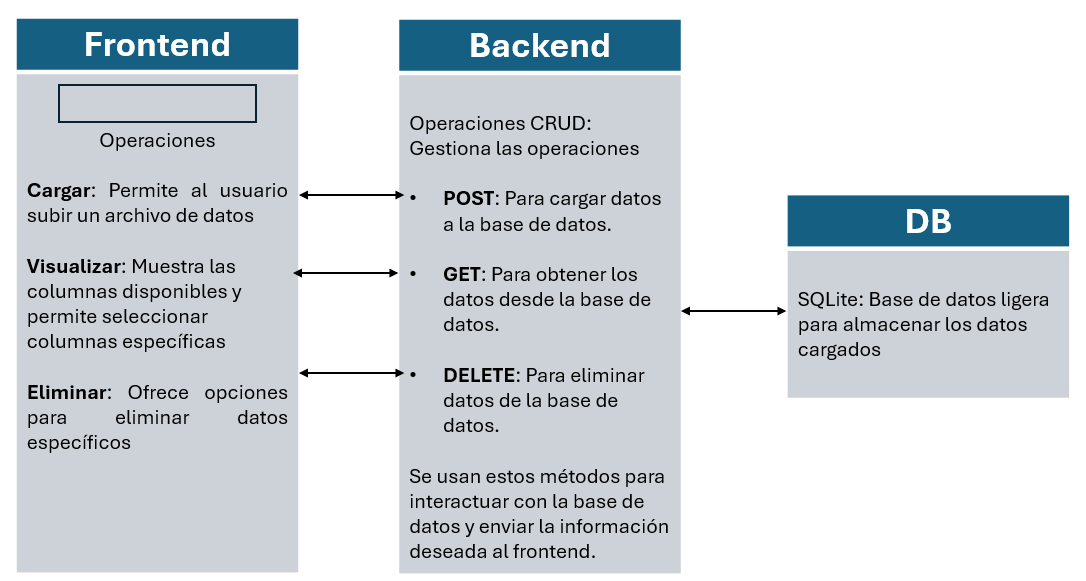 Frontend
Operaciones
Cargar: Permite al usuario
subir un archivo de datos
Visualizar: Muestra las
columnas disponibles y
permite seleccionar
columnas específicas
Eliminar: Ofrece opciones
para eliminar datos
específicos
Backend
Operaciones CRUD:
Gestiona las operaciones
• POST: Para cargar datos
a la base de datos.
• GET: Para obtener los
datos desde la base de
datos.
• DELETE: Para eliminar
datos de la base de
datos.
Se usan estos métodos para
interactuar con la base de
datos y enviar la información
deseada al frontend.
DB
SQLite: Base de datos ligera
para almacenar los datos
cargados